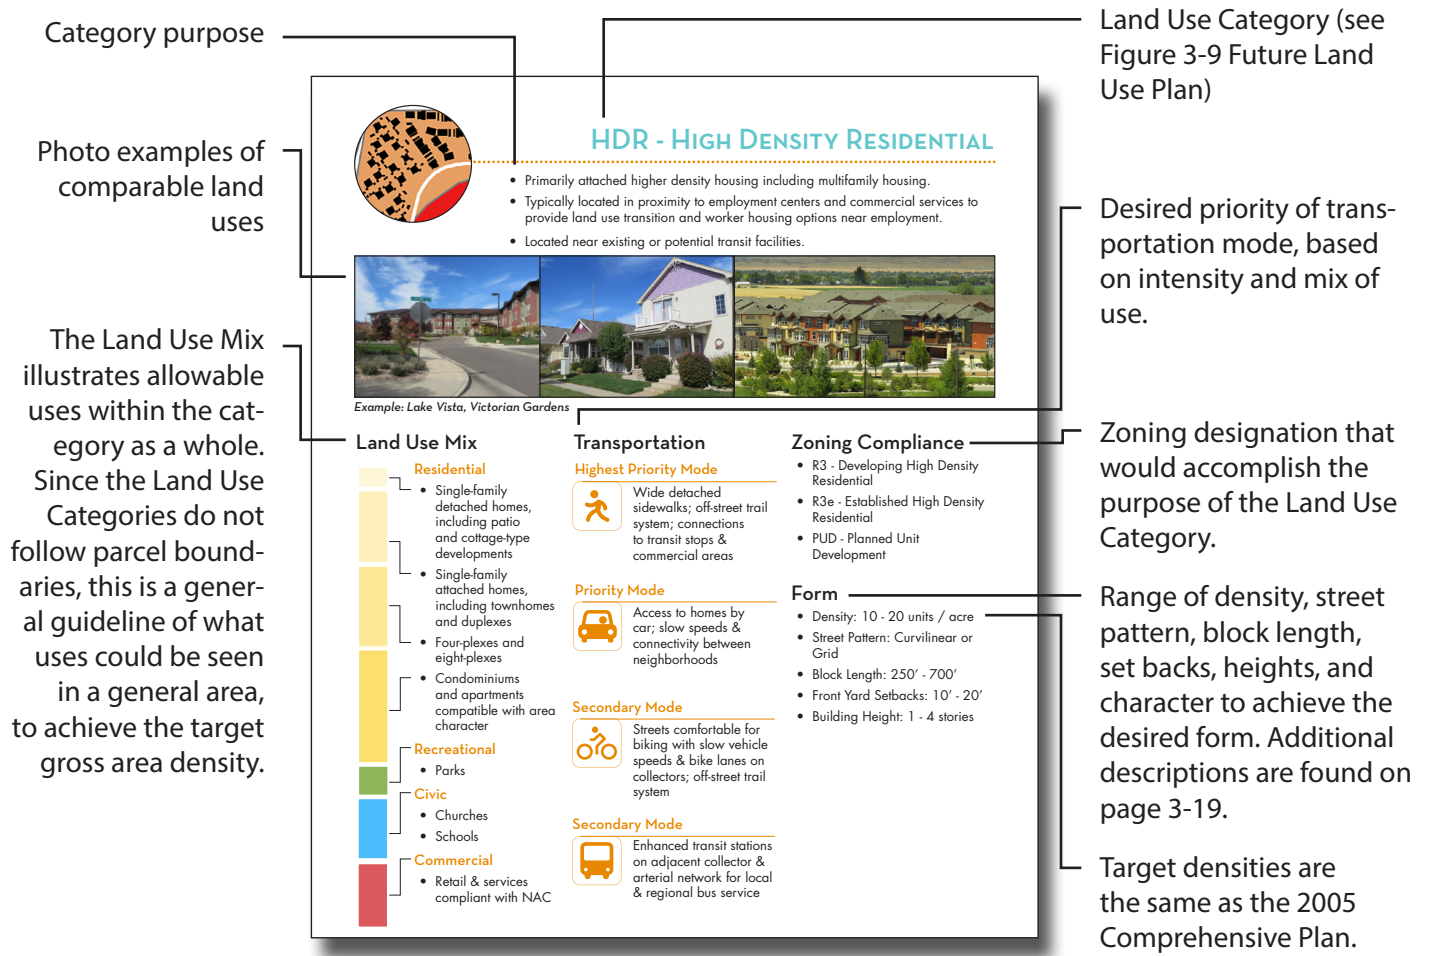 Category purpose
Photo examples of
comparable land
uses
The Land Use Mix
illustrates allowable
uses within the cat-
egory as a whole.
Since the Land Use
Categories do not
follow parcel bound-
aries, this is a gener-
al guideline of what
uses could be seen
in a general area,
to achieve the target
gross area density.
HDR - High Density Residential
• Primarily attached higher density housing including multifamily housing.
• Typically located in proximity to employment centers and commercial services to
provide land use transition and worker housing options near employment.
• Located near existing or potential transit facilities.
Example: Lake Vista, Victorian Gardens
Land Use Mix
Residential
• Single-family
detached homes,
including patio
and cottage-type
developments
• Single-family
attached homes,
including townhomes
and duplexes
• Four-plexes and
eight-plexes
• Condominiums
and apartments
compatible with area
character
Recreational
• Parks
Civic
• Churches
• Schools
Commercial
• Retail & services
compliant with NAC
Transportation
Highest Priority Mode
Wide detached
sidewalks; off-street trail
system; connections
to transit stops &
commercial areas
Priority Mode
Access to homes by
car; slow speeds &
connectivity between
neighborhoods
Secondary Mode
Streets comfortable for
biking with slow vehicle
speeds & bike lanes on
collectors; off-street trail
system
Secondary Mode
Enhanced transit stations
on adjacent collector &
arterial network for local
& regional bus service
Zoning Compliance
• R3 - Developing High Density
Residential
• R3e - Established High Density
Residential
• PUD - Planned Unit
Development
Form
• Density: 10 - 20 units / acre
• Street Pattern: Curvilinear or
Grid
• Block Length: 250' - 700'
• Front Yard Setbacks: 10' - 20'
• Building Height: 1 - 4 stories
Land Use Category (see
Figure 3-9 Future Land
Use Plan)
Desired priority of trans-
portation mode, based
on intensity and mix of
use.
Zoning designation that
would accomplish the
purpose of the Land Use
Category.
Range of density, street
pattern, block length,
set backs, heights, and
character to achieve the
desired form. Additional
descriptions are found on
page 3-19.
Target densities are
the same as the 2005
Comprehensive Plan.